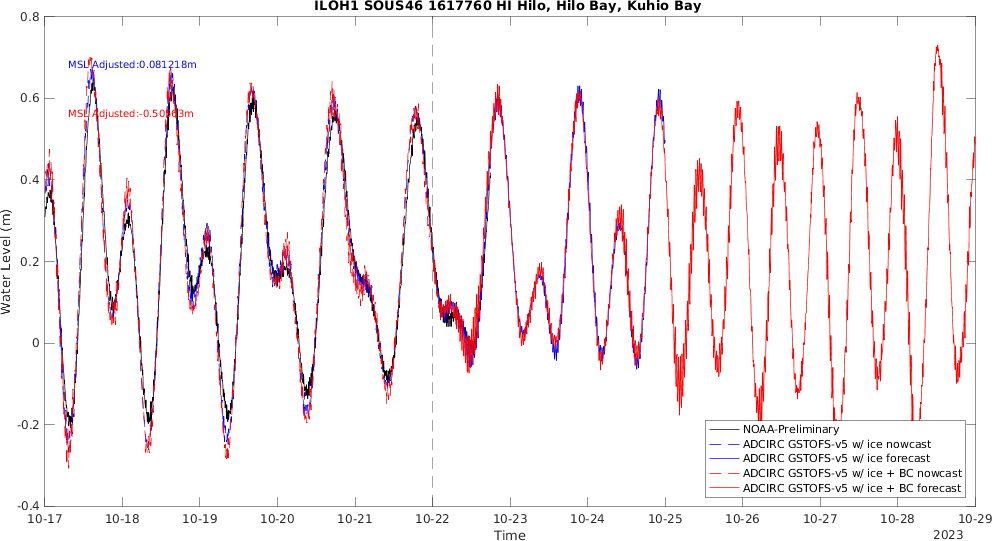 ILOH1 SOUS46 1617760 HI Hilo, Hilo Bay, Kuhio Bay
0.8
MSL Adjusted:0.081218m
0.6
0.4
Water Level (m)
0.2
0
-0.2
-0.4
NOAA-Preliminary
ADCIRC GSTOFS-v5 w/ ice nowcast
ADCIRC GSTOFS-v5 w/ ice forecast
ADCIRC GSTOFS-v5 w/ ice + BC nowcast
ADCIRC GSTOFS-v5 w/ ice + BC forecast
10-17 10-18 10-19 10-20 10-21 10-22 10-23 10-24 10-25 10-26 10-27 10-28 10-29
Time
2023